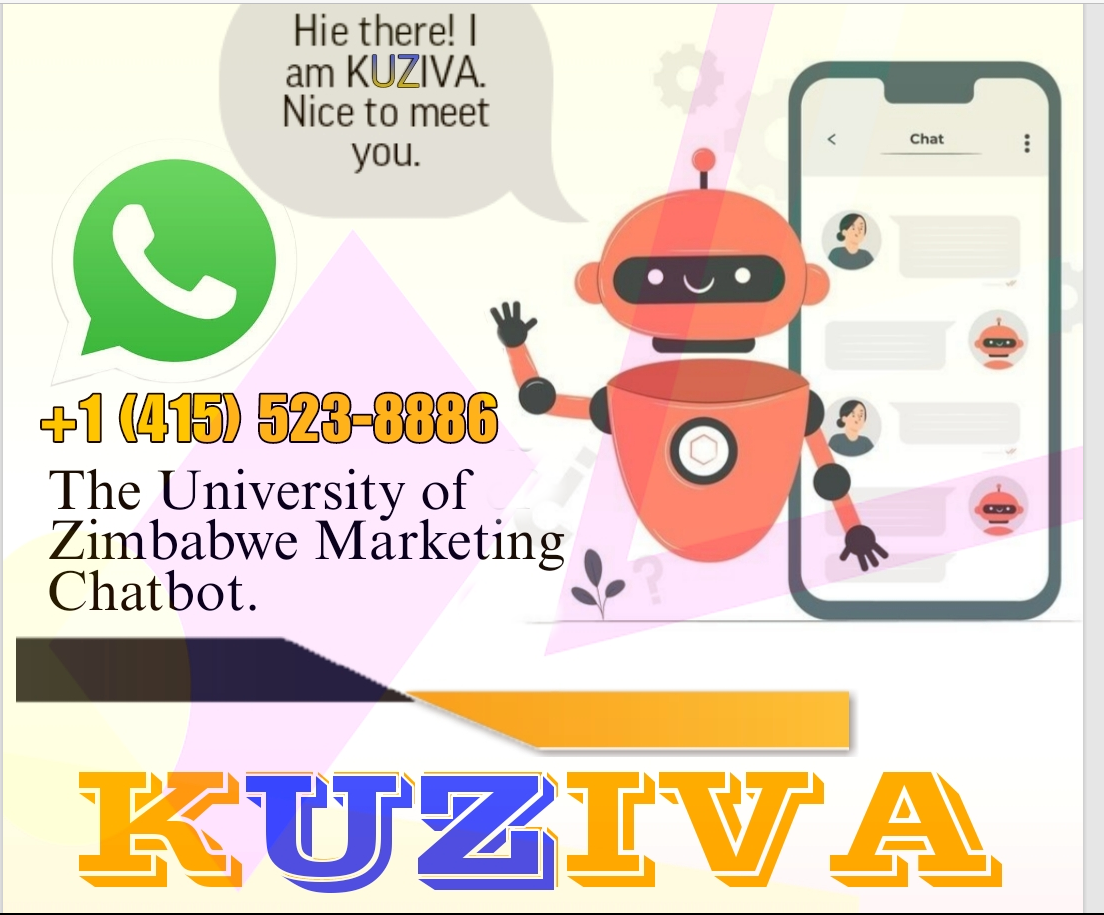 Hie there! I
am KUZIVA.
Nice to meet
you.
Chat
+1 (415) 523-8886
The University of
Zimbabwe Marketing
Chatbot.
?
KUZIVA